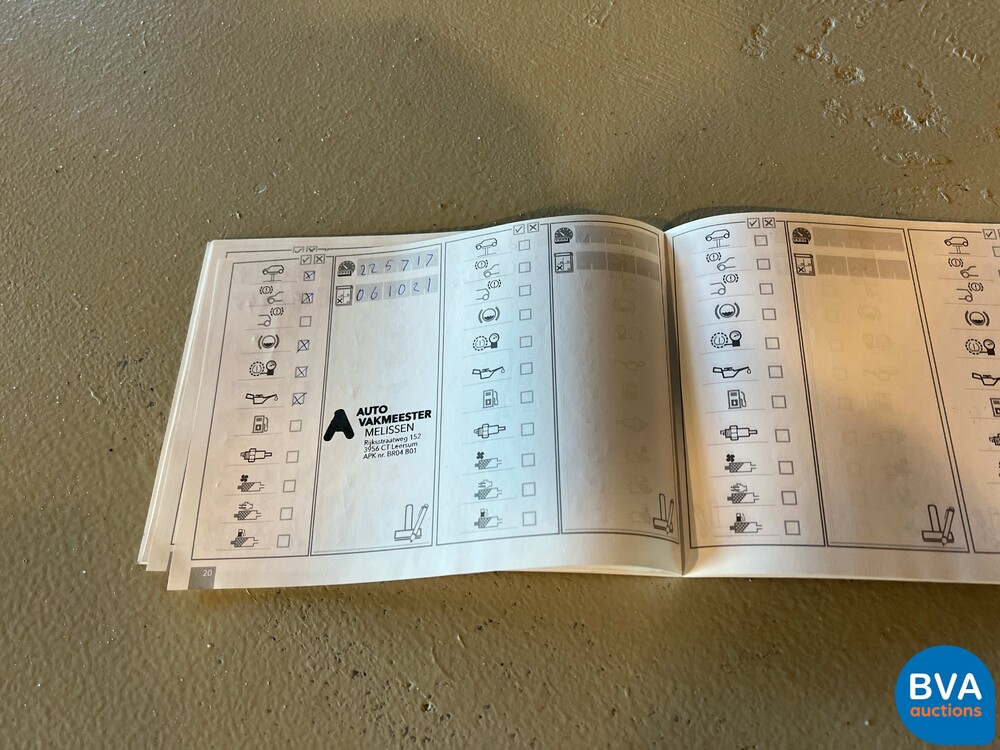 225717
061021
AUTO
VAKMEESTER
MELISSEN
Rijksstraatweg 152
3956 CT Leersum
APK nr. BR04 B01
20
BVA
auctions